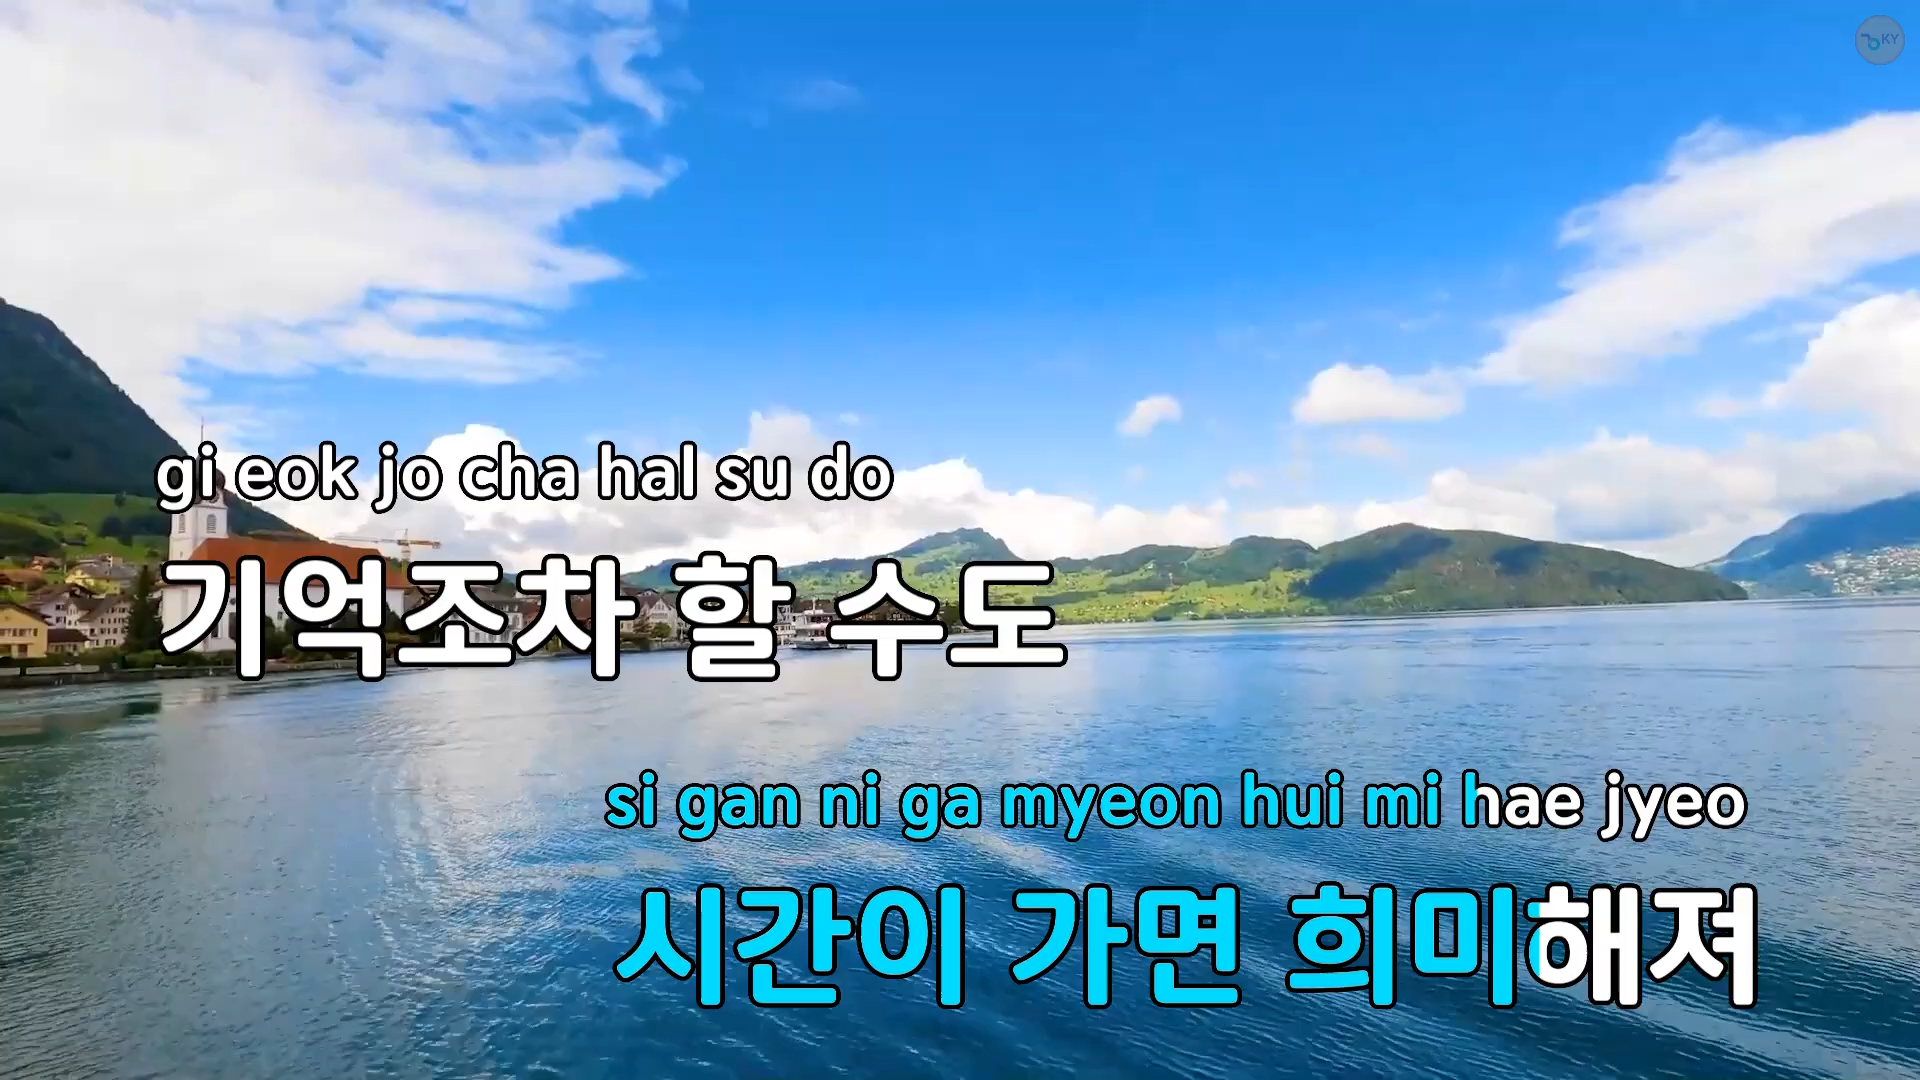 KY
gi eok jo cha hal su do
기억조차 할 수도
si gan ni ga myeon hui mi hae jyeo
시간이 가면 희미해져